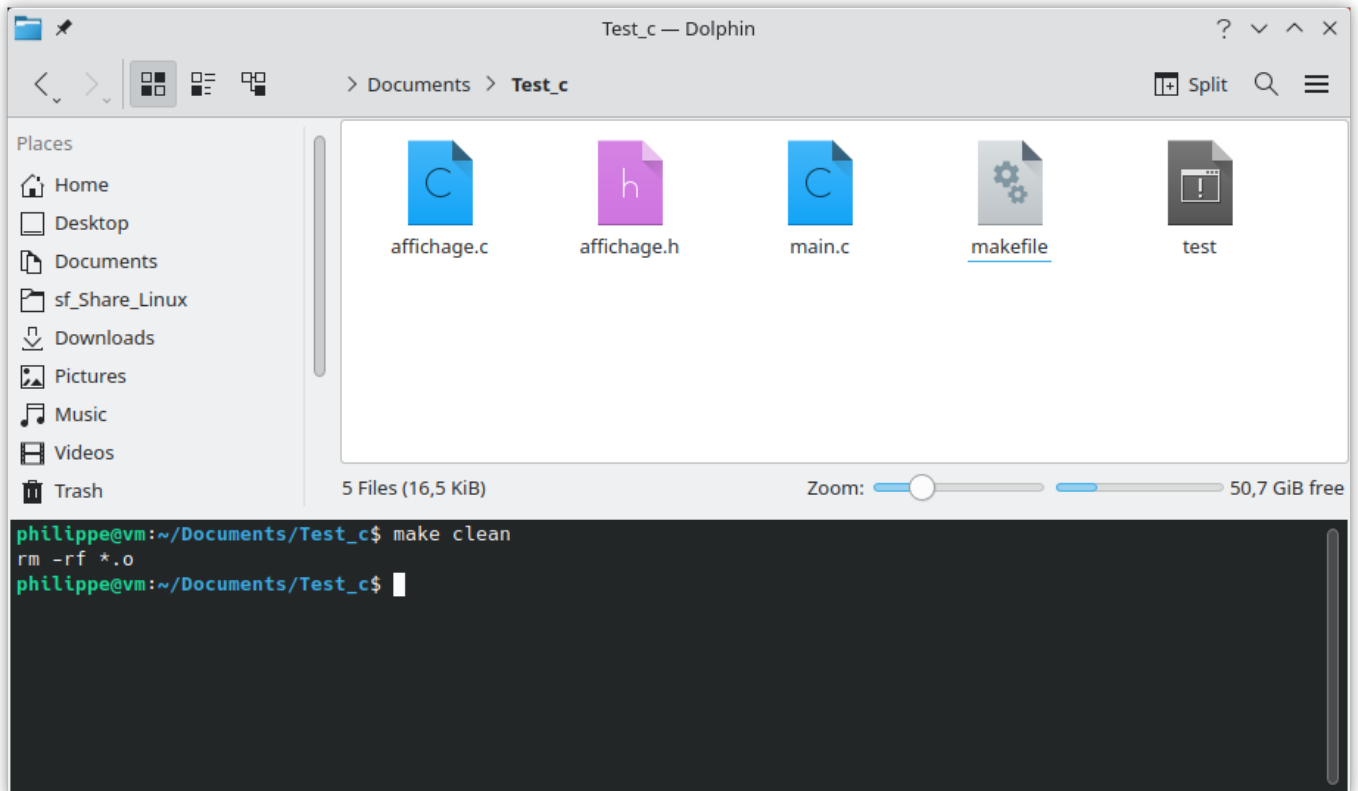 Test_c — Dolphin
Documents > Test_c
Split
Places
Home
Desktop
Documents
sf_Share_Linux
Downloads
Pictures
Music
Videos
Trash
C h C
affichage.c affichage.h main.c makefile test
5 Files (16,5 KiB) Zoom: 50,7 GiB free
philippe@vm:~/Documents/Test_c$ make clean
rm -rf *.o
philippe@vm:~/Documents/Test_c$